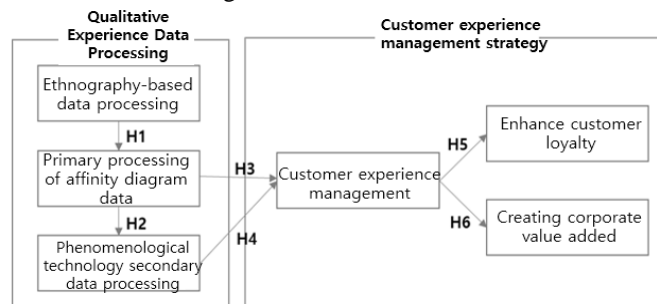 Qualitative
Experience Data
Processing
Ethnography-based
data processing
H1
Primary processing
of affinity diagram
data
H2
Phenomenological
technology secondary
data processing
H3
H4
Customer experience
management strategy
Customer experience
management
H5
H6
Enhance customer
loyalty
Creating corporate
value added